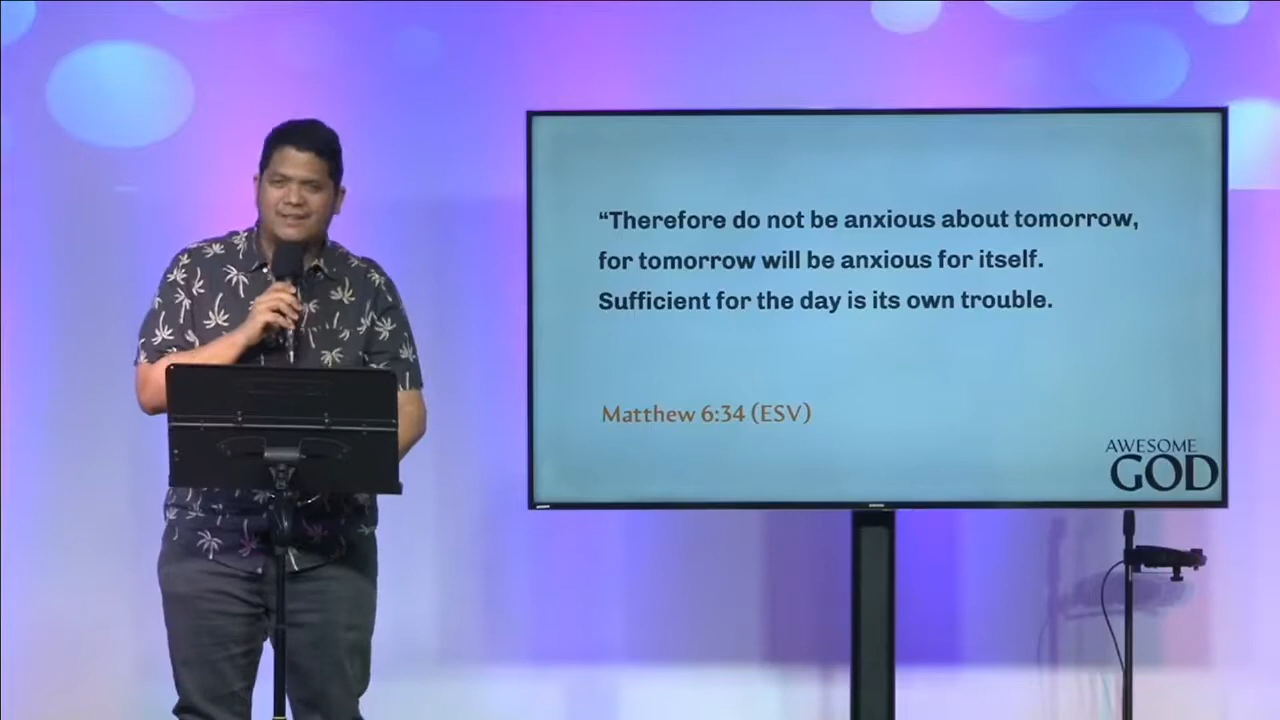 “Therefore do not be anxious about tomorrow,
for tomorrow will be anxious for itself.
Sufficient for the day is its own trouble.
Matthew 6:34 (ESV)
AWESOME
GOD